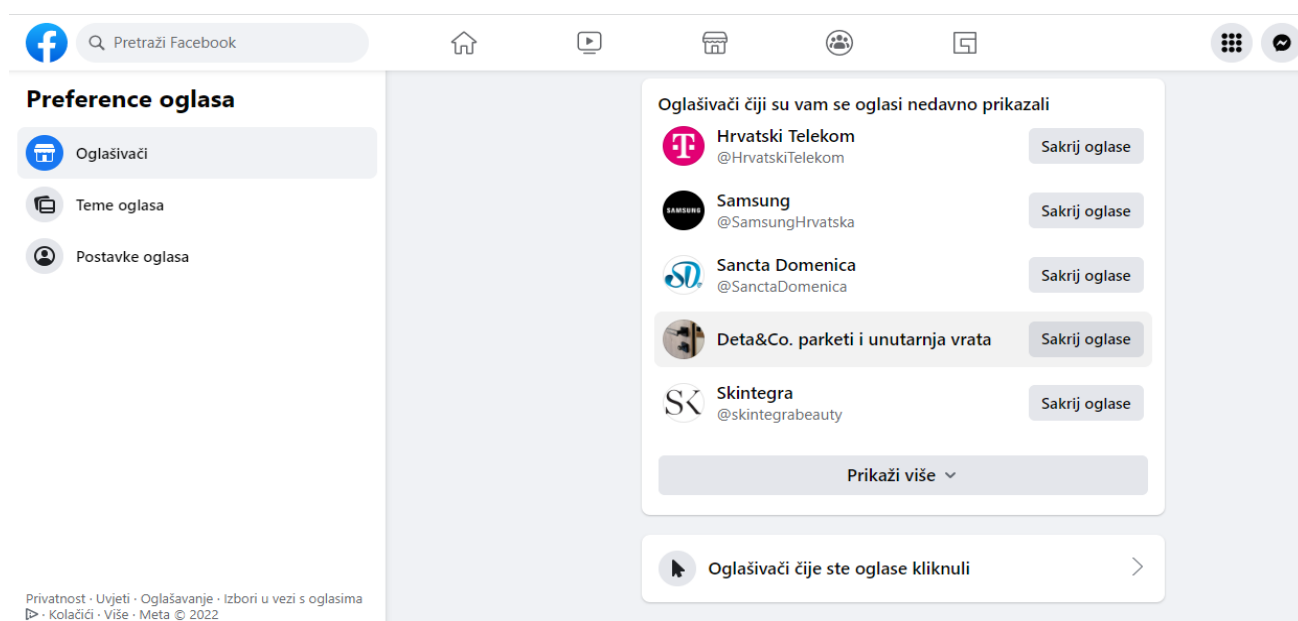 Pretraži Facebook
Preference oglasa
Oglašivači
Teme oglasa
Postavke oglasa
Privatnost · Uvjeti · Oglašavanje · Izbori u vezi s oglasima
· Kolačići · Više · Meta © 2022
Oglašivači čiji su vam se oglasi nedavno prikazali
Hrvatski Telekom
@HrvatskiTelekom
Sakrij oglase
SAMSUNG
Samsung
@SamsungHrvatska
Sakrij oglase
SD
Sancta Domenica
@SanctaDomenica
Sakrij oglase
Deta&Co. parketi i unutarnja vrata
Sakrij oglase
SK
Skintegra
@skintegrabeauty
Sakrij oglase
Prikaži više
Oglašivači čije ste oglase kliknuli